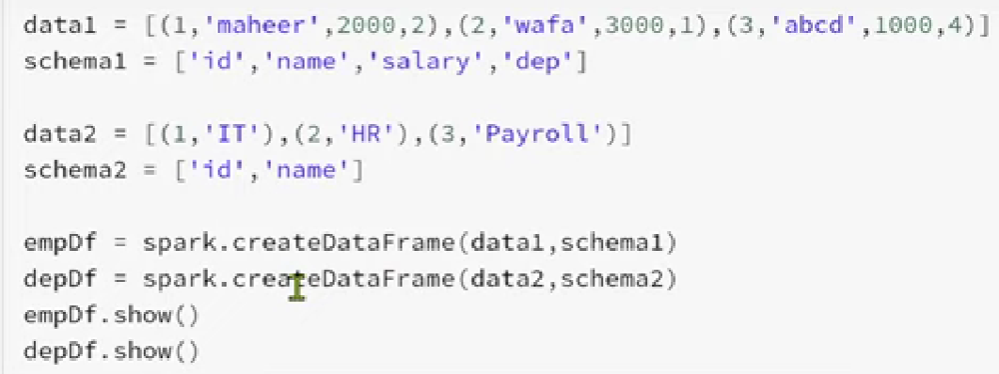 data1 = [(1,'maheer',2000,2),(2,'wafa',3000,1),(3,'abcd',1000,4)]
schema1 = ['id','name','salary','dep']
data2 = [(1,'IT'),(2,'HR'),(3,'Payroll')]
schema2 = ['id','name']
empDf = spark.createDataFrame(data1,schema1)
depDf = spark.createDataFrame(data2,schema2)
empDf.show()
depDf.show()